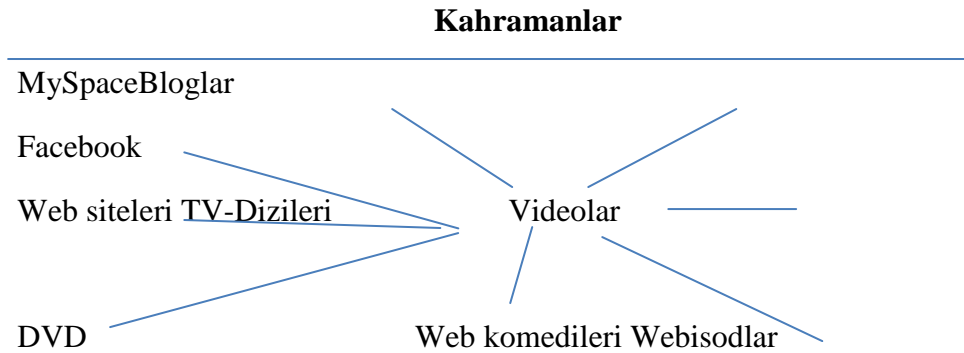 Kahramanlar
MySpaceBloglar
Facebook
Web siteleri TV-Dizileri Videolar
DVD Web komedileri Webisodlar